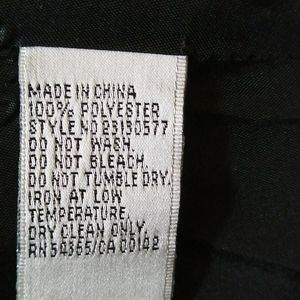 MADE IN CHINA
100% POLYESTER
STYLE NO 23130577
DO NOT WASH.
DO NOT BLEACH.
DO NOT TUMBLE DRY.
IRON AT LOW
TEMPERATURE.
DRY CLEAN ONLY.
RN 54365/CA 00142